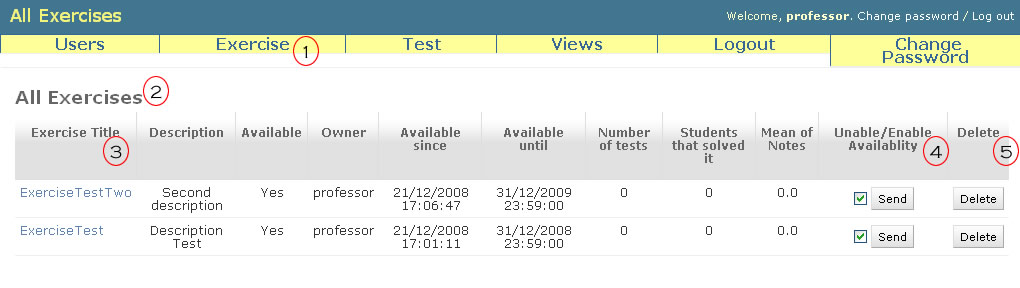 All Exercises
Welcome, professor. Change password / Log out
Users Exercise Test Views Logout Change
Password
1
All Exercises 2
Exercise Title Description Available Owner Available since Available until Number of tests Students that solved it Mean of Notes Unable/Enable Availablity Delete
3 4 5
ExerciseTestTwo Second description Yes professor 21/12/2008 17:06:47 31/12/2009 23:59:00 0 0 0.0 Send Delete
ExerciseTest Description Test Yes professor 21/12/2008 17:01:11 31/12/2008 23:59:00 0 0 0.0 Send Delete